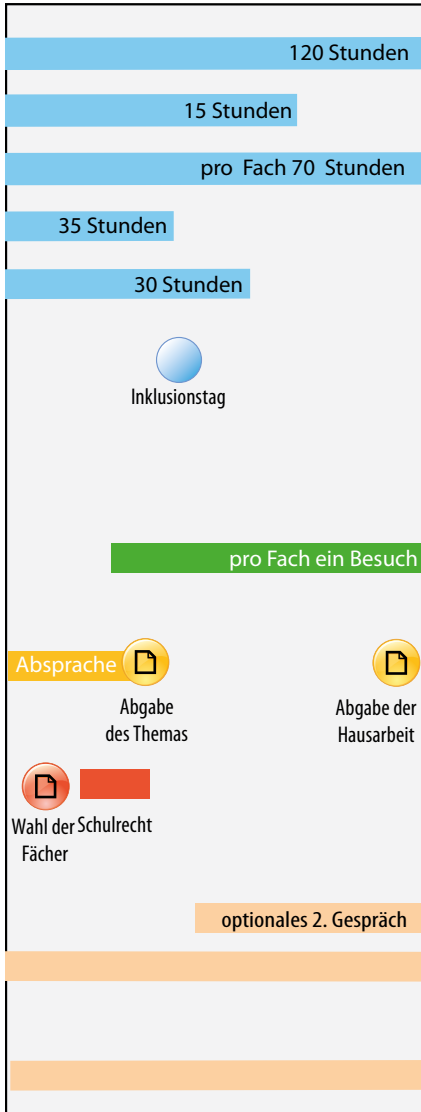 120 Stunden
15 Stunden
pro Fach 70 Stunden
35 Stunden
30 Stunden
Inklusionstag
pro Fach ein Besuch
Absprache
Abgabe
des Themas
Abgabe der
Hausarbeit
Wahl der
Fächer
Schulrecht
optionales 2. Gespräch